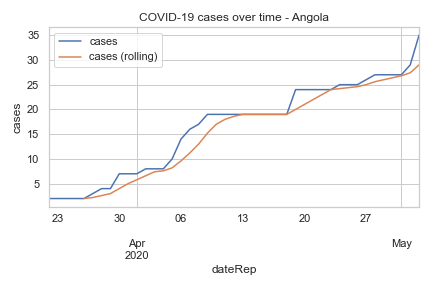 COVID-19 cases over time - Angola
cases
cases (rolling)
cases
35
30
25
20
15
10
5
23
30
06
13
20
27
Apr
2020
May
dateRep